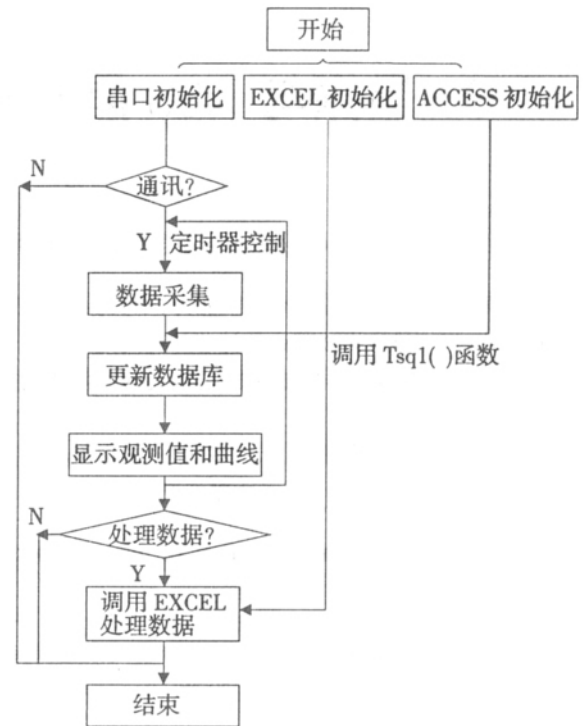 开始
串口初始化
EXCEL 初始化
ACCESS 初始化
N
通讯?
Y
定时器控制
数据采集
调用 Tsq1( )函数
更新数据库
显示观测值和曲线
N
处理数据?
Y
调用 EXCEL
处理数据
结束